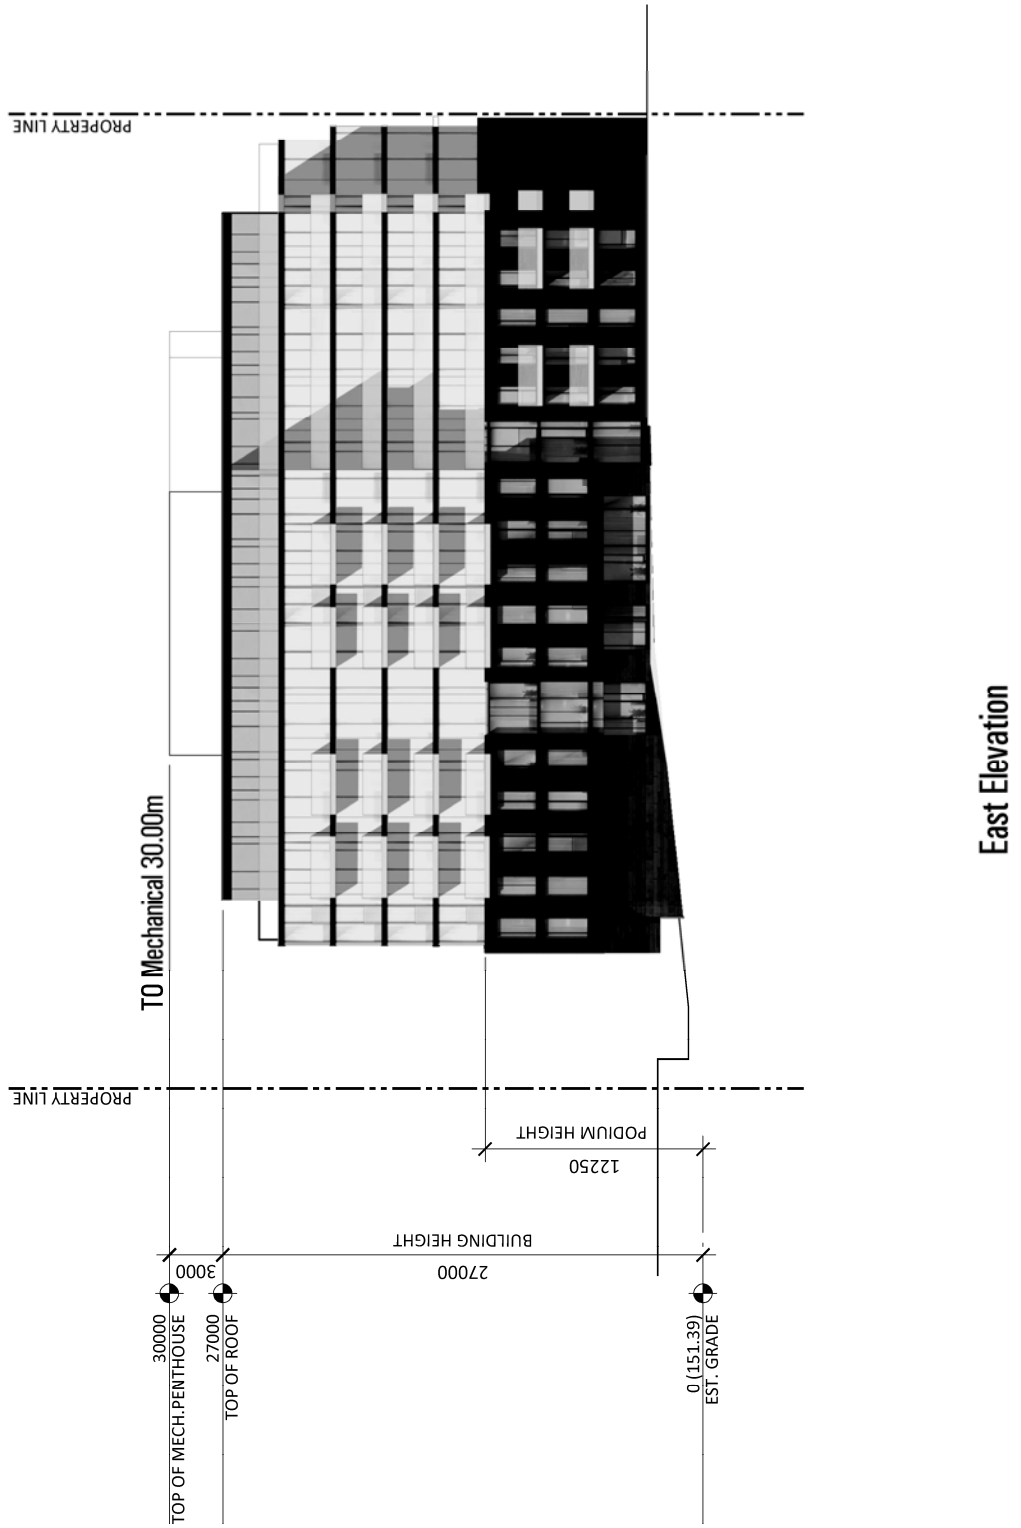 PROPERTY LINE
PROPERTY LINE
TO Mechanical 30.00m
East Elevation
PODIUM HEIGHT
12250
BUILDING HEIGHT
3000
27000
30000
TOP OF MECH.PENTHOUSE
27000
TOP OF ROOF
0 (151.39)
EST. GRADE